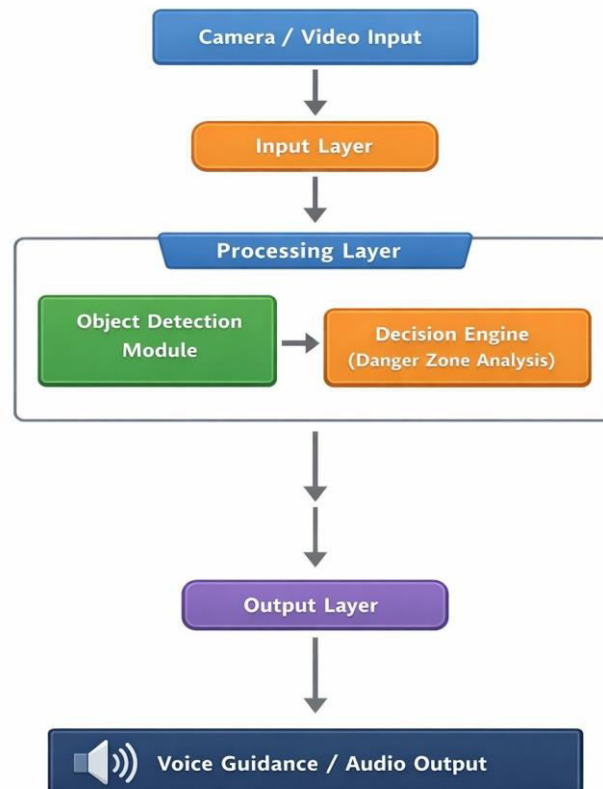 Camera / Video Input
Input Layer
Processing Layer
Object Detection
Module
Decision Engine
(Danger Zone Analysis)
Output Layer
Voice Guidance / Audio Output